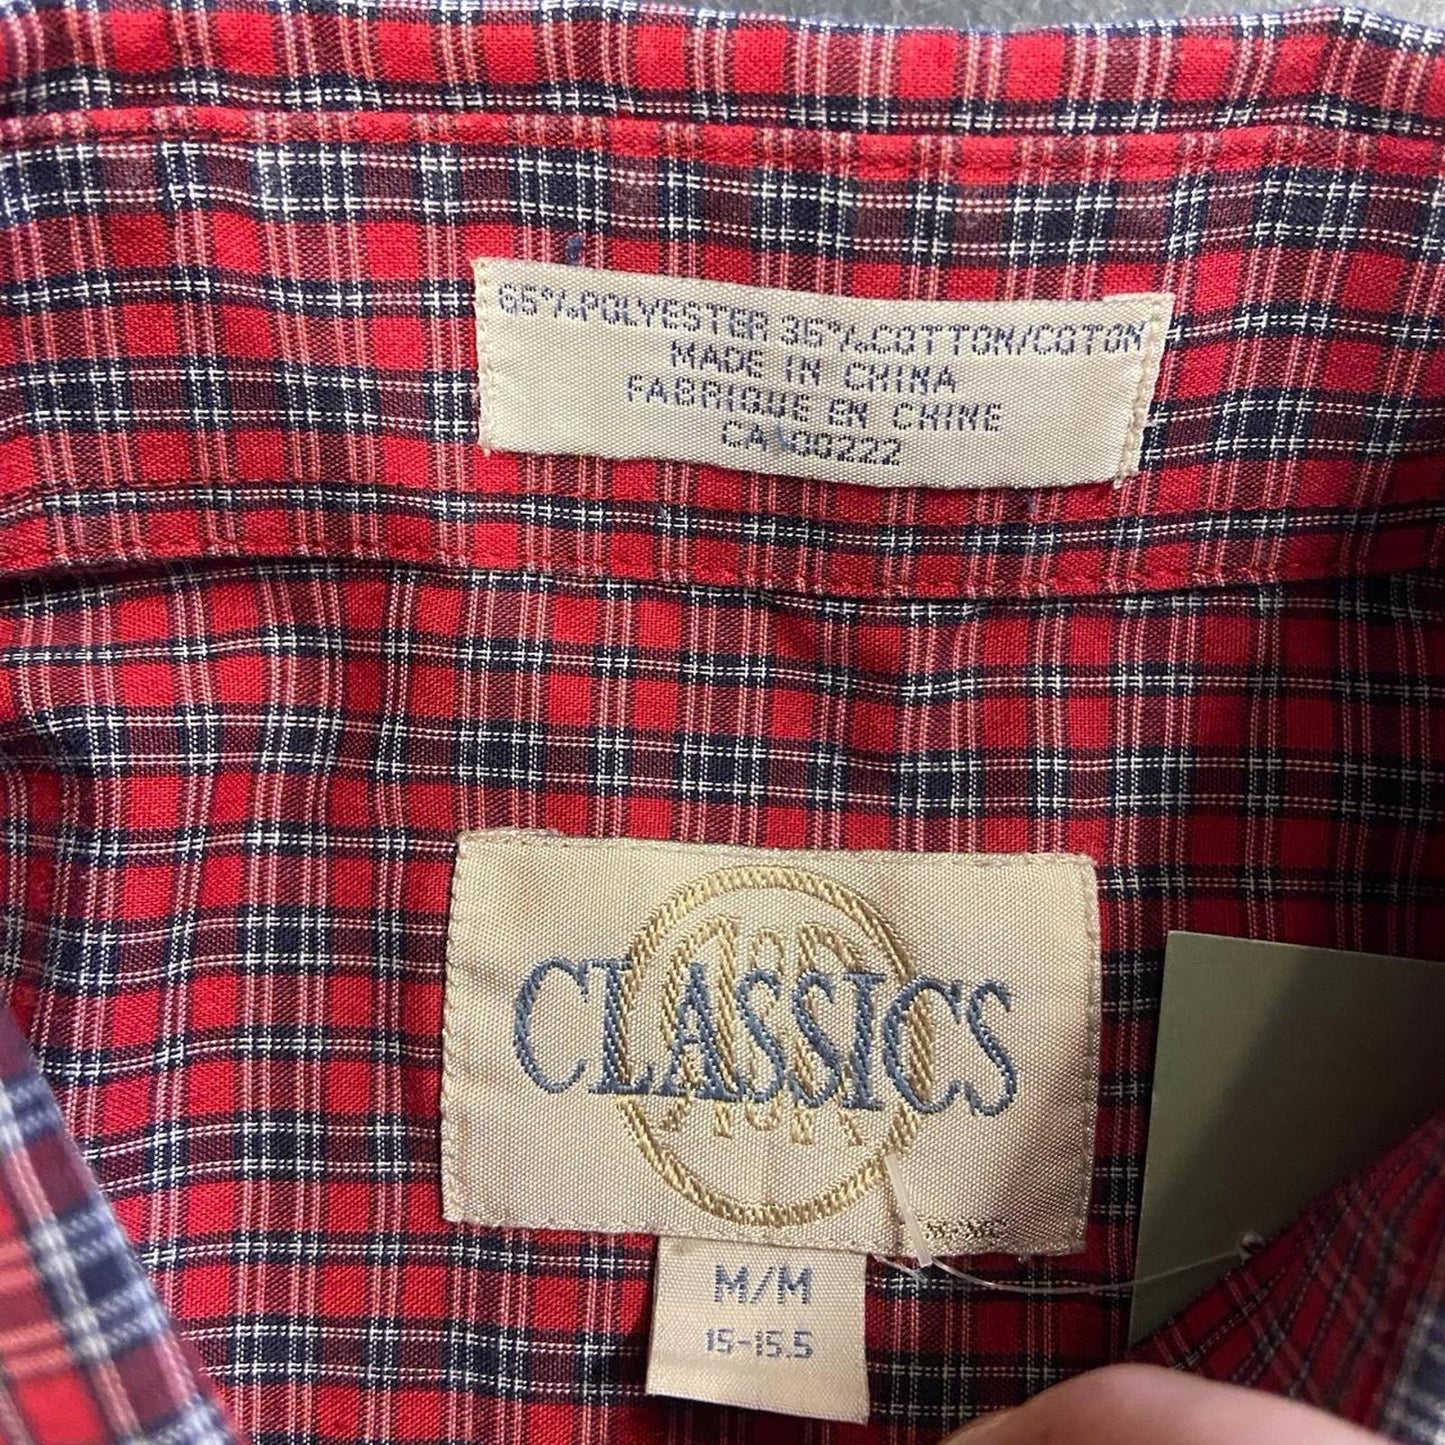 65%POLYESTER 35%COTTON/COTON
MADE IN CHINA
FABRIQUE EN CHINE
CA 00222
CLASSICS
M/M
15-15.5